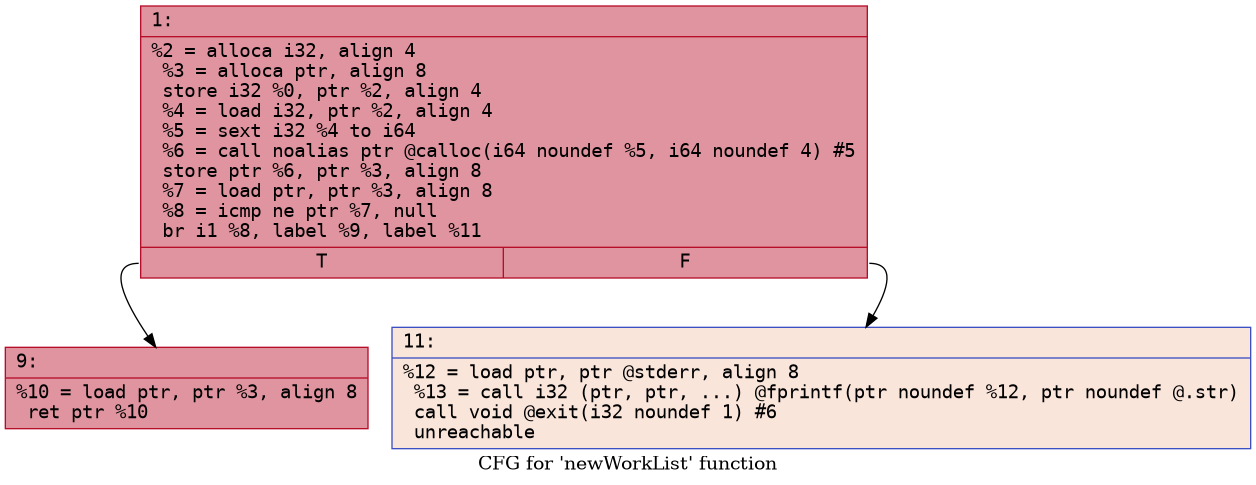 1:
%2 = alloca i32, align 4
%3 = alloca ptr, align 8
store i32 %0, ptr %2, align 4
%4 = load i32, ptr %2, align 4
%5 = sext i32 %4 to i64
%6 = call noalias ptr @calloc(i64 noundef %5, i64 noundef 4) #5
store ptr %6, ptr %3, align 8
%7 = load ptr, ptr %3, align 8
%8 = icmp ne ptr %7, null
br i1 %8, label %9, label %11
T F
9:
%10 = load ptr, ptr %3, align 8
ret ptr %10
11:
%12 = load ptr, ptr @stderr, align 8
%13 = call i32 (ptr, ptr, ...) @fprintf(ptr noundef %12, ptr noundef @.str)
call void @exit(i32 noundef 1) #6
unreachable
CFG for 'newWorkList' function